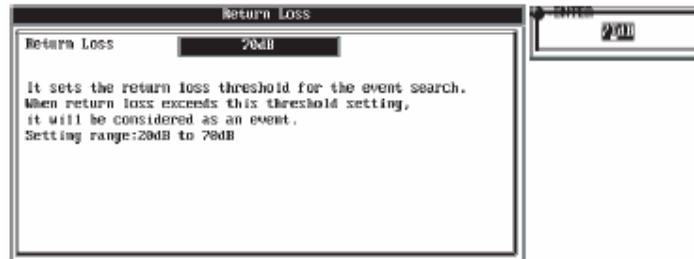 Return Loss
ENTER
Return Loss 70dB
It sets the return loss threshold for the event search.
When return loss exceeds this threshold setting,
it will be considered as an event.
Setting range:20dB to 70dB